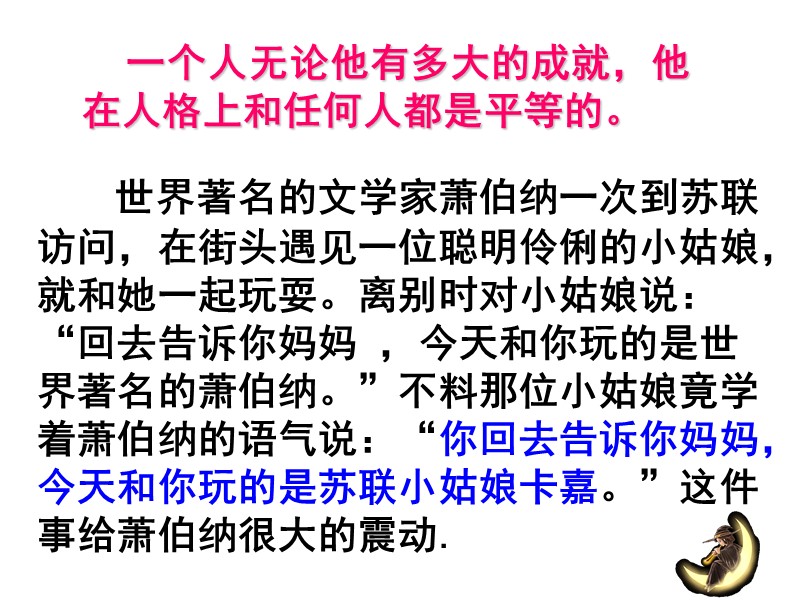 一个人无论他有多大的成就，他
在人格上和任何人都是平等的。
世界著名的文学家萧伯纳一次到苏联
访问，在街头遇见一位聪明伶俐的小姑娘，
就和她一起玩耍。离别时对小姑娘说：
“回去告诉你妈妈 ，今天和你玩的是世
界著名的萧伯纳。”不料那位小姑娘竟学
着萧伯纳的语气说：“你回去告诉你妈妈，
今天和你玩的是苏联小姑娘卡嘉。”这件
事给萧伯纳很大的震动.